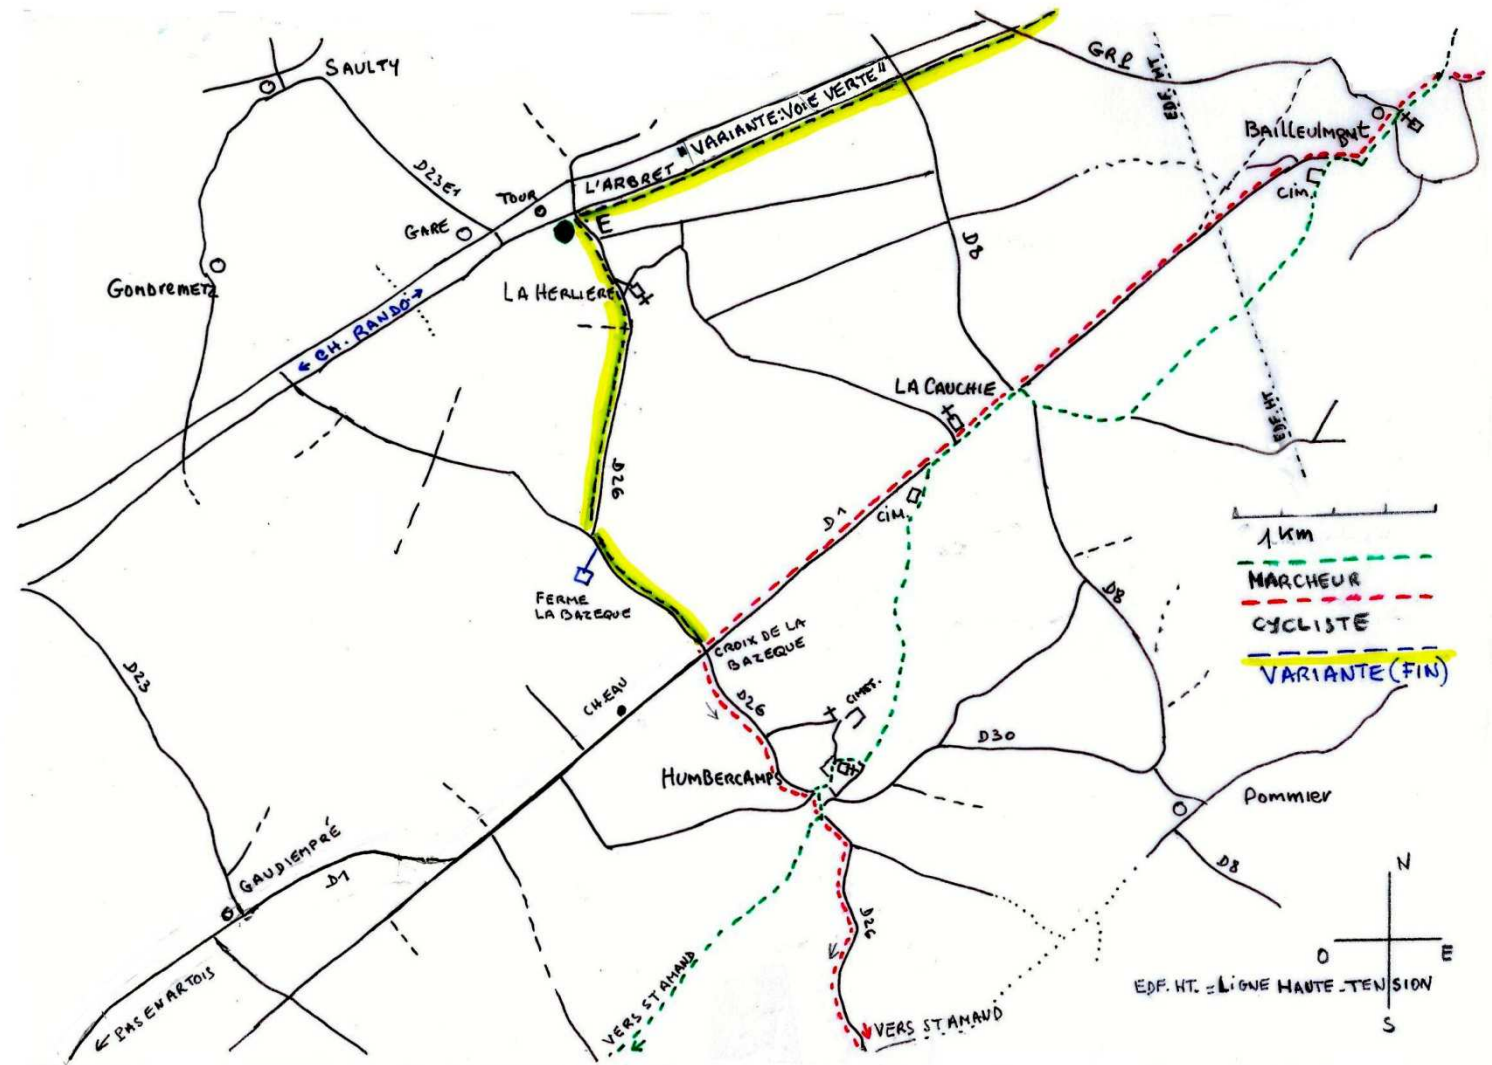 SAULTY
GRP
EDF. HT.
"VARIANTE: VOIE VERTE"
BAILLEULMONT
D23E1
TOUR
L'ARBRET
CIM.
GARE
E
D8
GONDREMETZ
LA HERLIERE
← CH. RANDO →
LA CAUCHIE
EDF. HT.
D26
CIM.
D1
1 Km
MARCHEUR
CYCLISTE
VARIANTE (FIN)
FERME
LA BAZEQUE
D8
CROIX DE LA
BAZEQUE
D23
CH.EAU
D26
CIMET.
D30
HUMBERCAMPS
POMMIER
GAUDIEMPRÉ
D1
D8
N
D26
O
E
S
← PAS EN ARTOIS
VERS ST AMAND
VERS ST AMAND
EDF. HT. = LIGNE HAUTE-TENSION